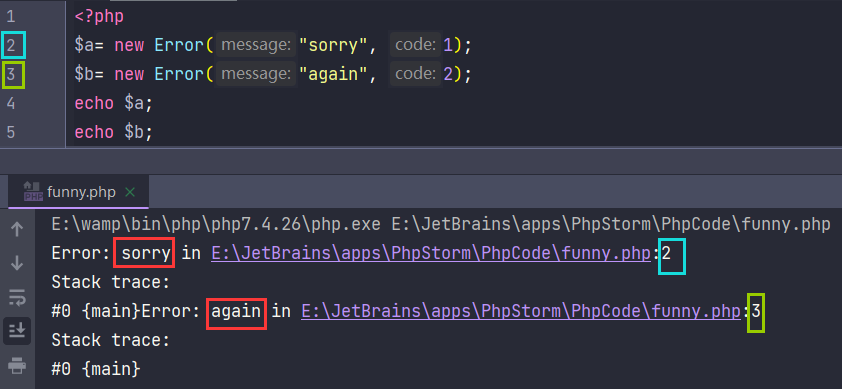 1 <?php
2 $a= new Error( message: "sorry", code: 1);
3 $b= new Error( message: "again", code: 2);
4 echo $a;
5 echo $b;
funny.php
E:\wamp\bin\php\php7.4.26\php.exe E:\JetBrains\apps\PhpStorm\PhpCode\funny.php
Error: sorry in E:\JetBrains\apps\PhpStorm\PhpCode\funny.php:2
Stack trace:
#0 {main}Error: again in E:\JetBrains\apps\PhpStorm\PhpCode\funny.php:3
Stack trace:
#0 {main}